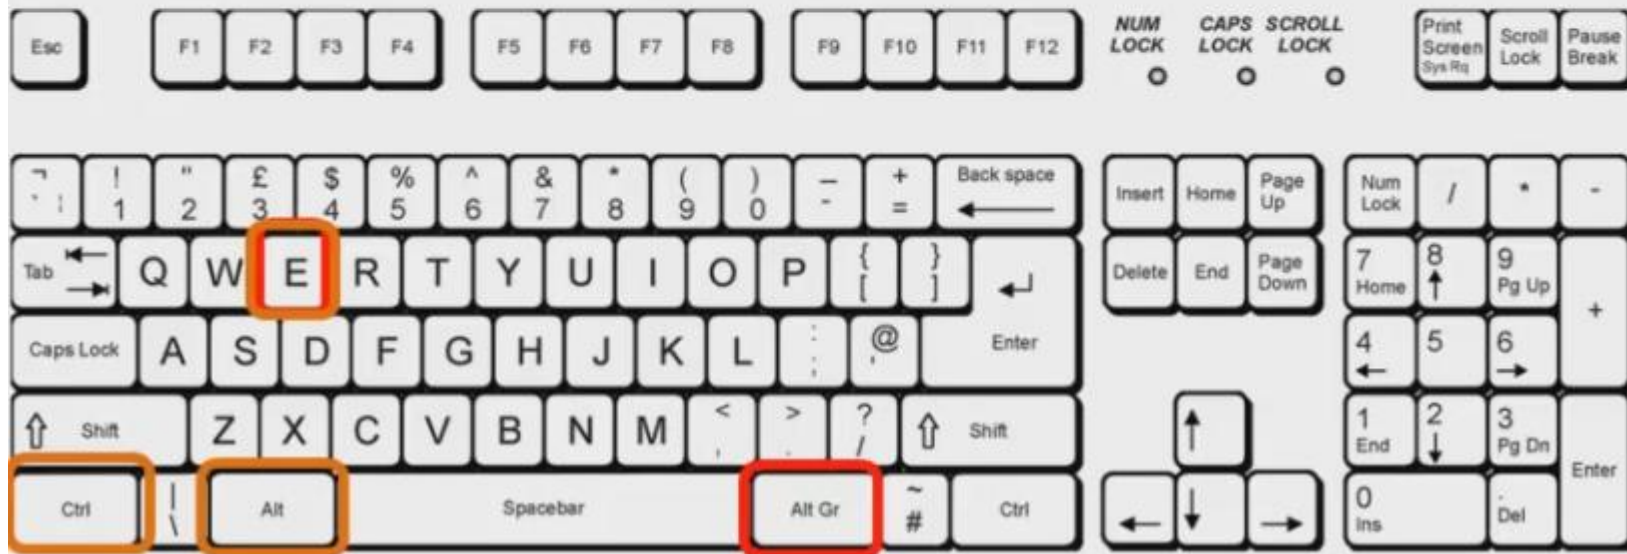 Esc F1 F2 F3 F4 F5 F6 F7 F8 F9 F10 F11 F12 NUM LOCK CAPS LOCK SCROLL LOCK Print Screen Sys Rq Scroll Lock Pause Break
¬ ` ¦ ! 1 " 2 £ 3 $ 4 % 5 ^ 6 & 7 * 8 ( 9 ) 0 _ - + = Back space Insert Home Page Up Num Lock / * -
Tab Q W E R T Y U I O P { [ } ] Enter Delete End Page Down 7 Home 8 ↑ 9 Pg Up +
Caps Lock A S D F G H J K L : ; @ ' 4 ← 5 6 →
Shift Z X C V B N M < , > . ? / Shift ↑ 1 End 2 ↓ 3 Pg Dn Enter
Ctrl | \ Alt Spacebar Alt Gr ~ # Ctrl ← ↓ → 0 Ins . Del